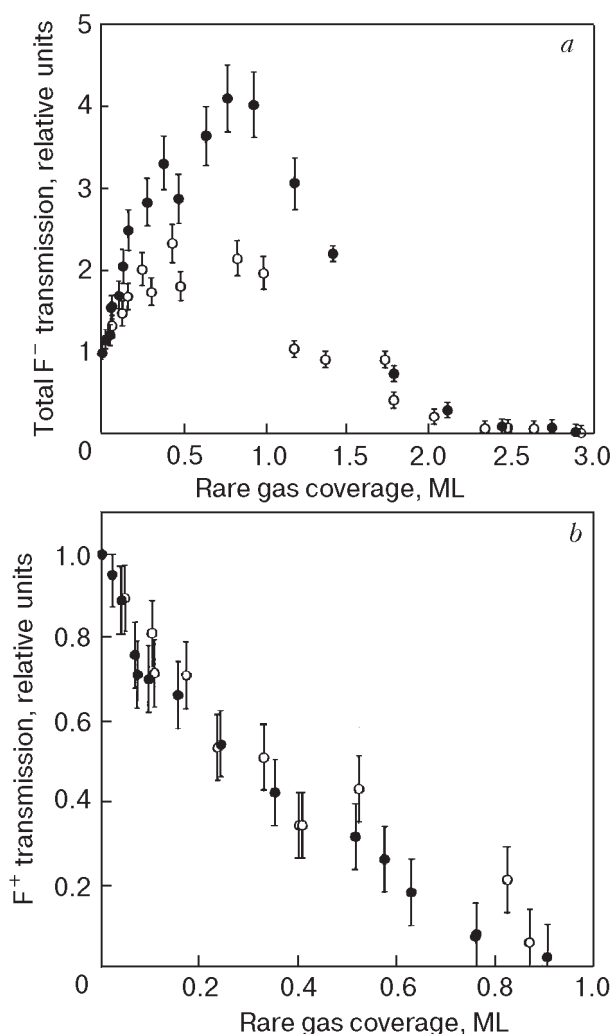 5
a
4
3
2
1
0
Total F⁻ transmission, relative units
0.5 1.0 1.5 2.0 2.5 3.0
Rare gas coverage, ML
b
1.0
0.8
0.6
0.4
0.2
0
F⁺ transmission, relative units
0.2 0.4 0.6 0.8 1.0
Rare gas coverage, ML